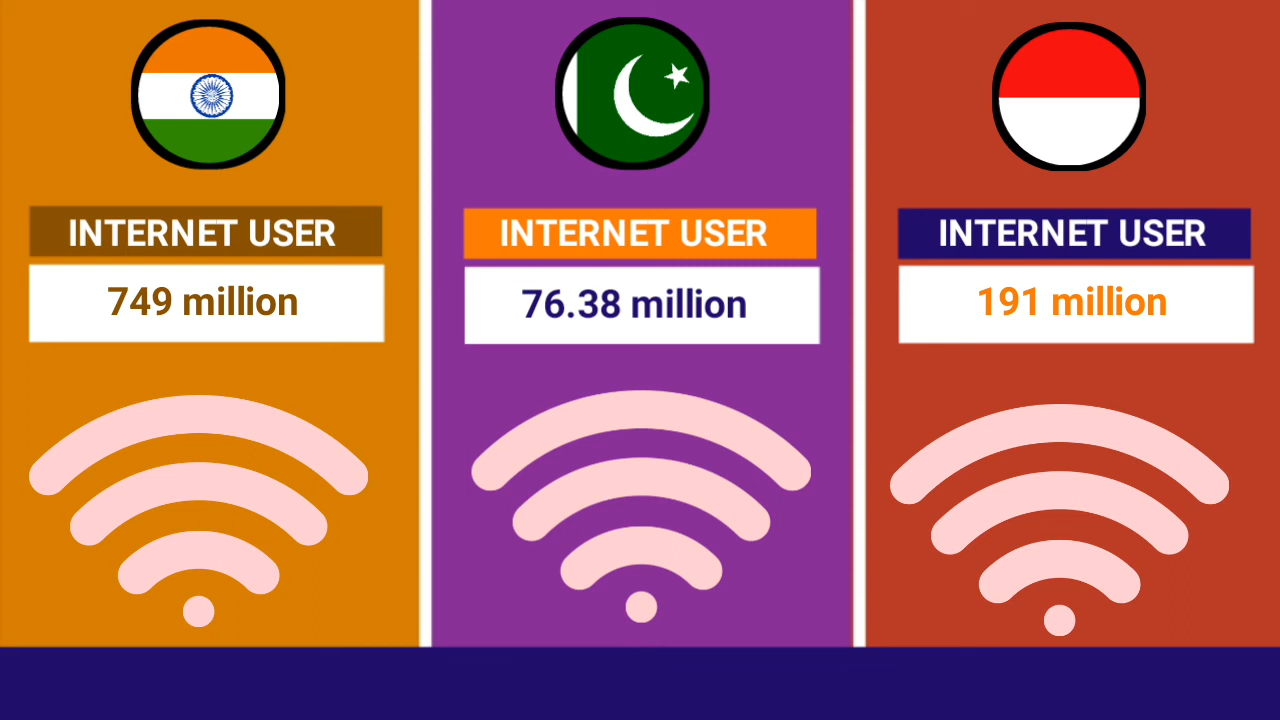 INTERNET USER
749 million
INTERNET USER
76.38 million
INTERNET USER
191 million